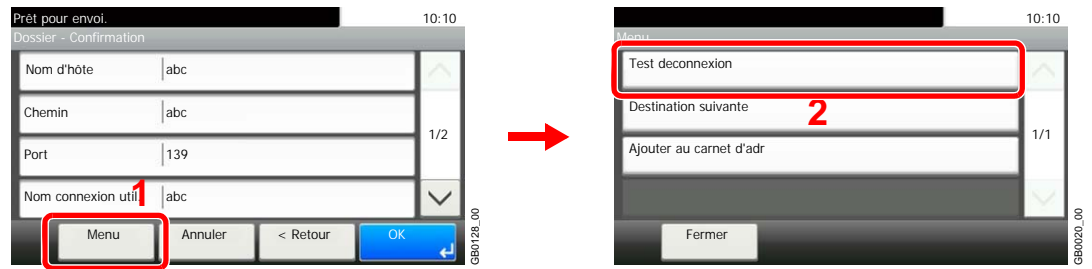 Prêt pour envoi.
10:10
Dossier - Confirmation
Nom d'hôte
abc
Chemin
abc
1/2
Port
139
Nom connexion util.
abc
1
Menu
Annuler
< Retour
OK
GB0128_00
10:10
Menu
Test deconnexion
Destination suivante
2
1/1
Ajouter au carnet d'adr
Fermer
GB0020_00